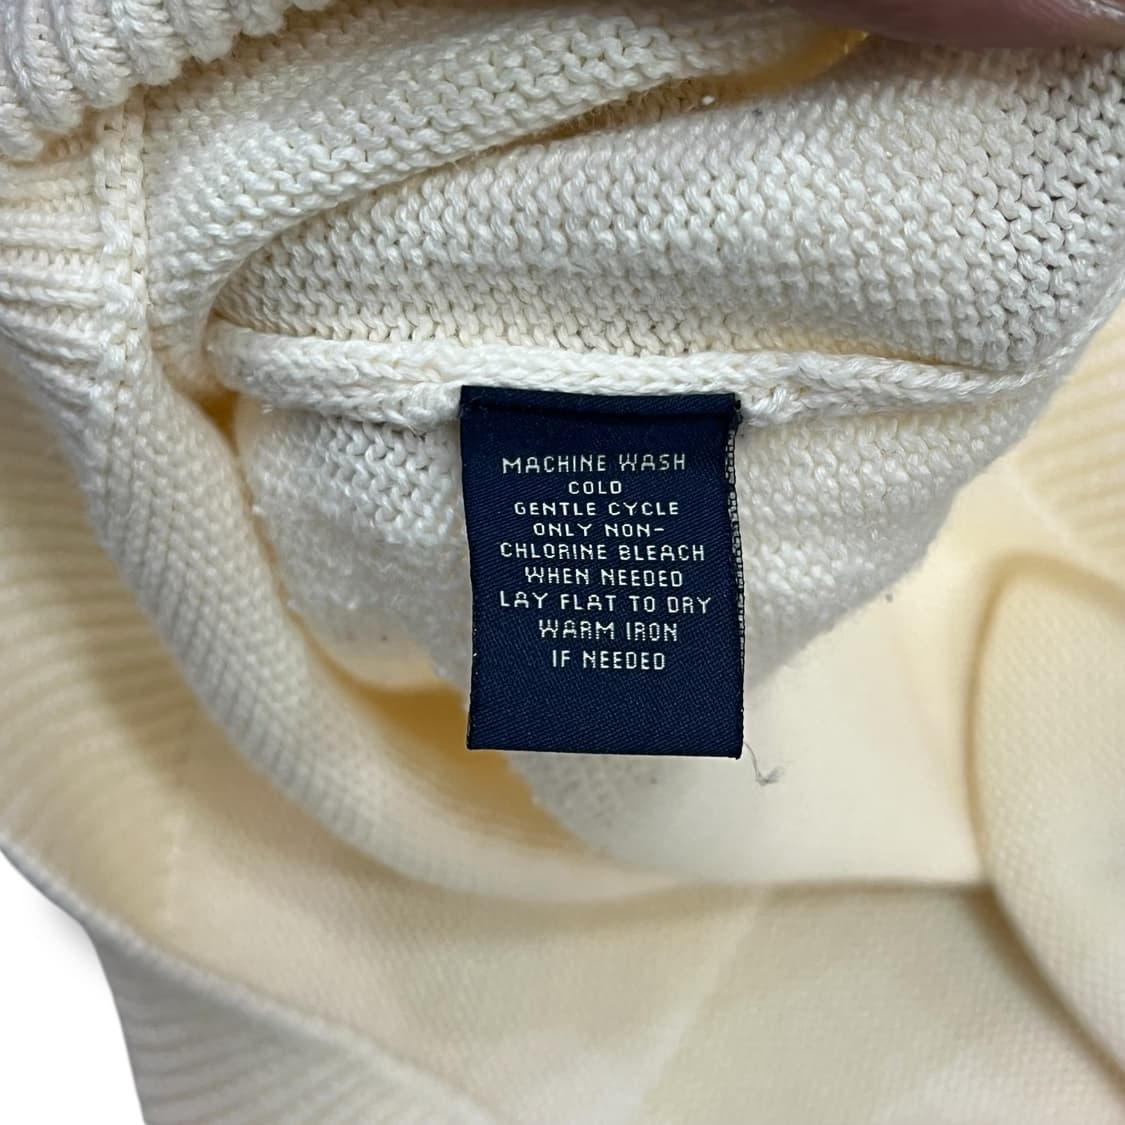 MACHINE WASH
COLD
GENTLE CYCLE
ONLY NON-
CHLORINE BLEACH
WHEN NEEDED
LAY FLAT TO DRY
WARM IRON
IF NEEDED